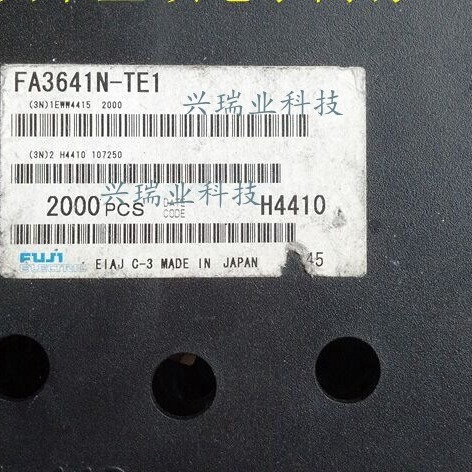 FA3641N-TE1
(3N)1EWW4415 2000
兴瑞业科技
(3N)2 H4410 107250
兴瑞业科技
2000 PCS DATE CODE H4410
FUJI ELECTRIC
EIAJ C-3 MADE IN JAPAN 45